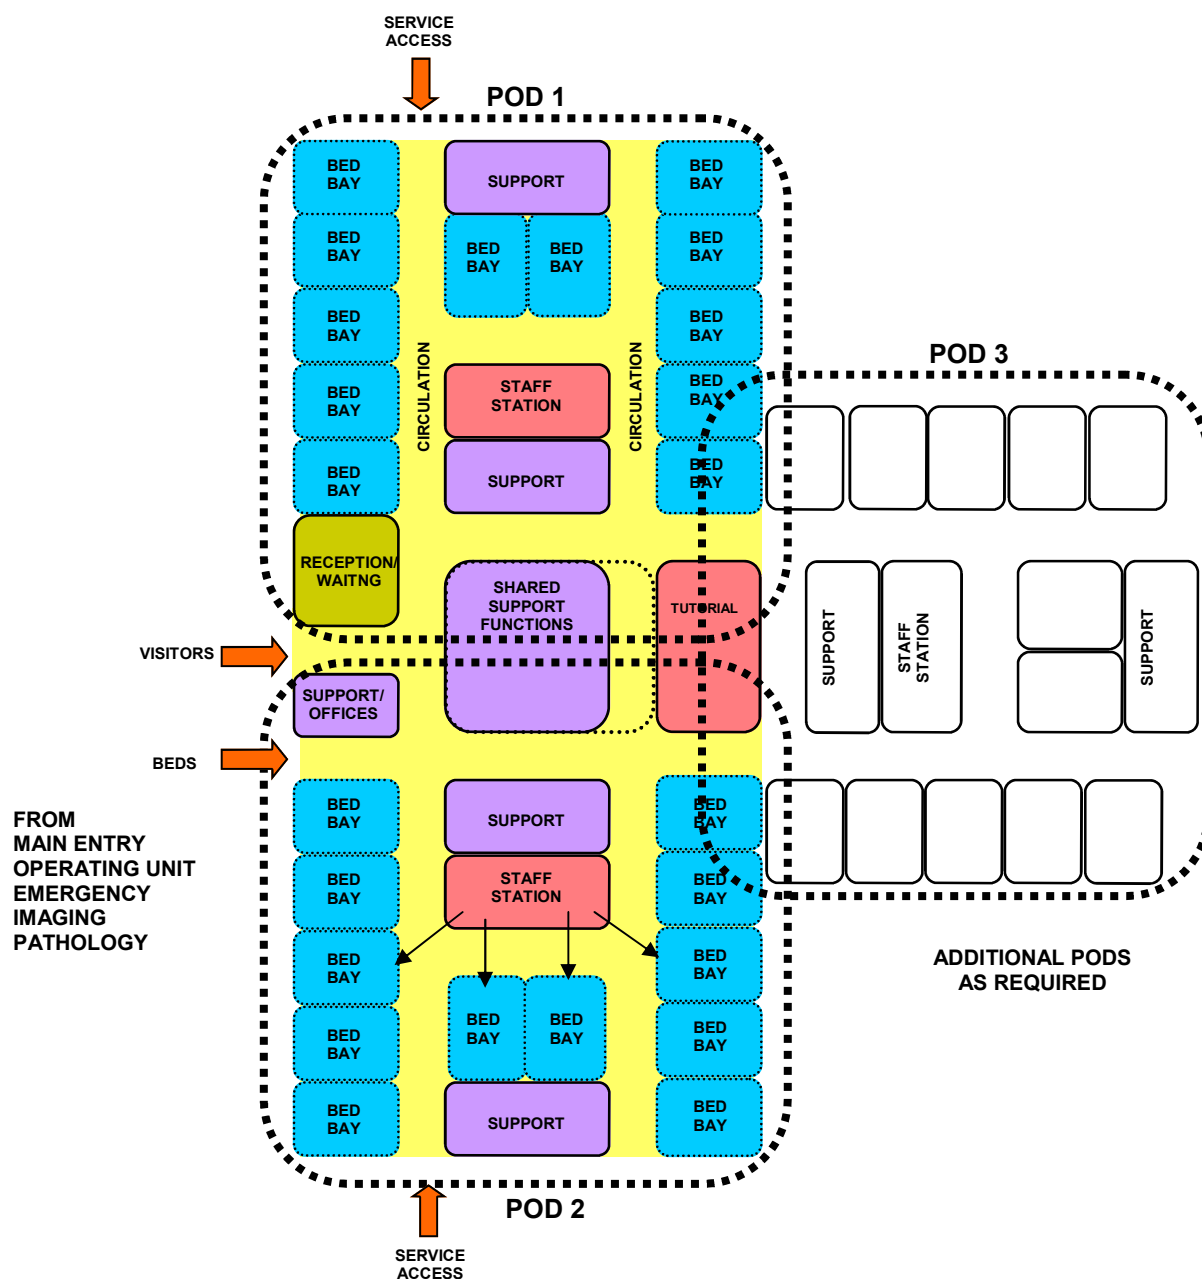 SERVICE
ACCESS
POD 1
BED
BAY
SUPPORT
BED
BAY
BED
BAY
BED
BAY
BED
BAY
BED
BAY
BED
BAY
BED
BAY
CIRCULATION
CIRCULATION
POD 3
BED
BAY
STAFF
STATION
BED
BAY
BED
BAY
SUPPORT
BED
BAY
RECEPTION/
WAITNG
SHARED
SUPPORT
FUNCTIONS
TUTORIAL
SUPPORT
STAFF
STATION
SUPPORT
VISITORS
SUPPORT/
OFFICES
BEDS
FROM
MAIN ENTRY
OPERATING UNIT
EMERGENCY
IMAGING
PATHOLOGY
BED
BAY
SUPPORT
BED
BAY
BED
BAY
STAFF
STATION
BED
BAY
BED
BAY
BED
BAY
ADDITIONAL PODS
AS REQUIRED
BED
BAY
BED
BAY
BED
BAY
BED
BAY
BED
BAY
SUPPORT
BED
BAY
POD 2
SERVICE
ACCESS